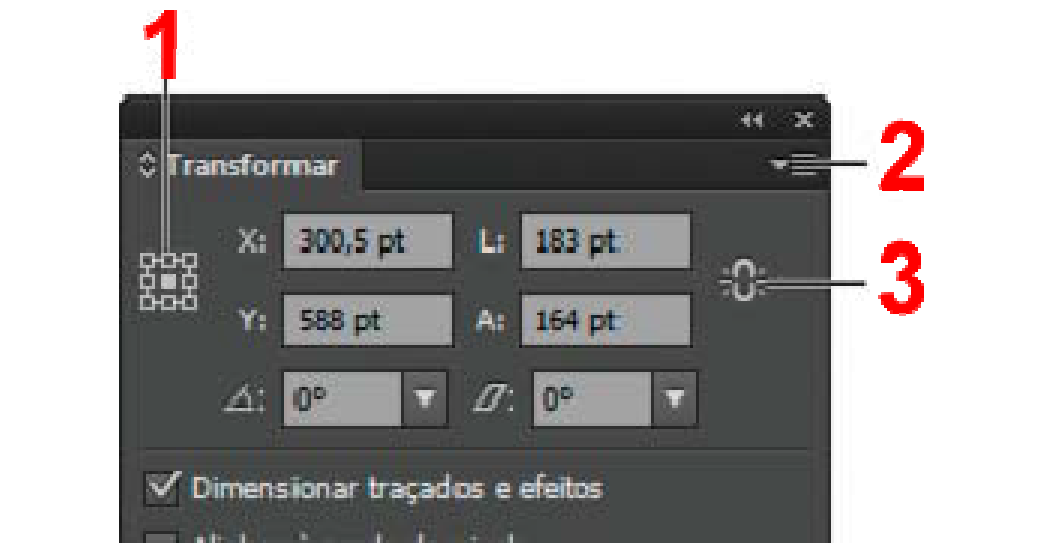 1
2
Transformar
X: 300,5 pt L: 183 pt
3
Y: 588 pt A: 164 pt
0° 0°
Dimensionar traçados e efeitos